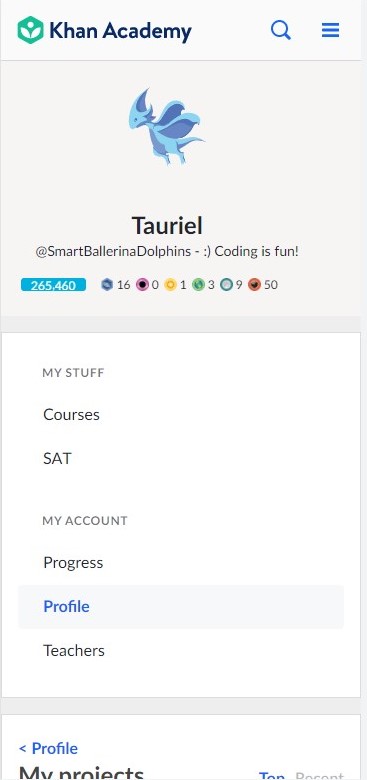 Khan Academy
Tauriel
@SmartBallerinaDolphins - :) Coding is fun!
265,460 16 0 1 3 9 50
MY STUFF
Courses
SAT
MY ACCOUNT
Progress
Profile
Teachers
< Profile
My projects Top Recent